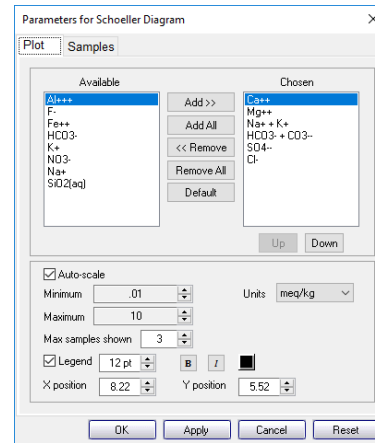 Parameters for Schoeller Diagram
Plot Samples
Available Chosen
Al+++ Add >> Ca++
F- Mg++
Fe++ Add All Na+ + K+
HCO3- HCO3- + CO3--
K+ << Remove SO4--
NO3- Cl-
Na+ Remove All
SiO2(aq)
Default
Up Down
Auto-scale
Minimum .01 Units meq/kg
Maximum 10
Max samples shown 3
Legend 12 pt B I
X position 8.22 Y position 5.52
OK Apply Cancel Reset